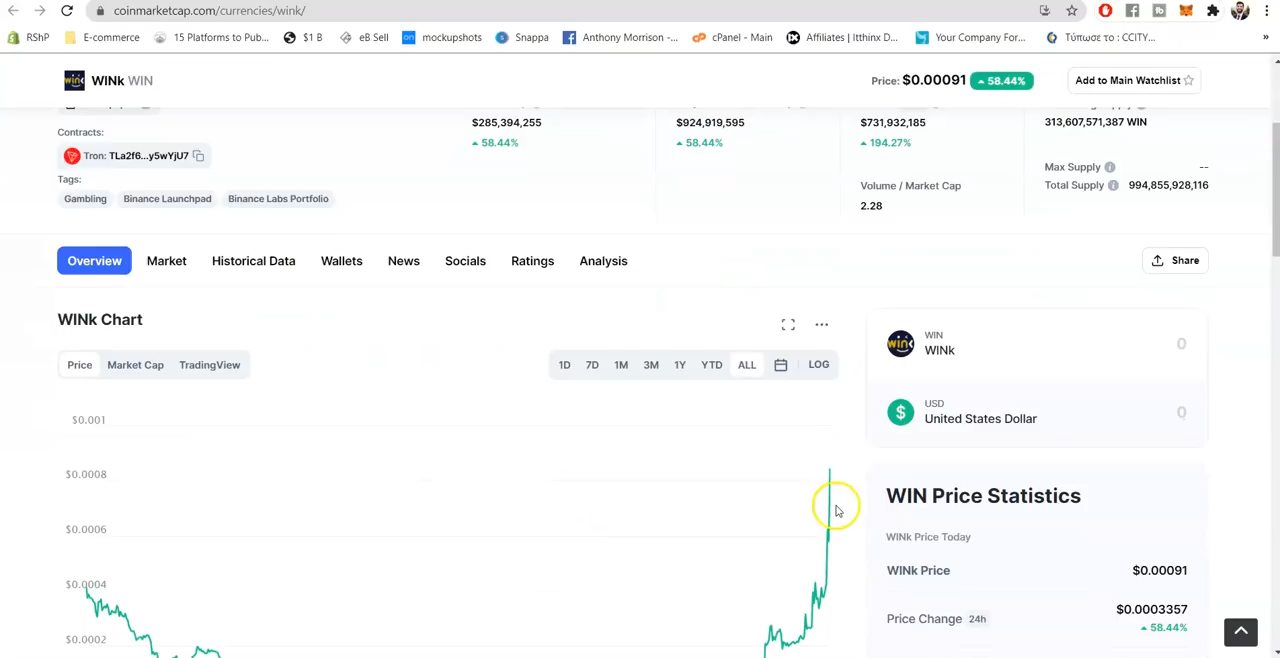 coinmarketcap.com/currencies/wink/
RShP
E-commerce
15 Platforms to Pub...
$1 B
eB Sell
mockupshots
Snappa
Anthony Morrison -...
cPanel - Main
Affiliates | Itthinx D...
Your Company For...
Τύπωσε το : CCITY...
»
WINk WIN
Price: $0.00091 58.44%
Add to Main Watchlist
Contracts:
Tron: TLa2f6...y5wYjU7
Tags:
Gambling
Binance Launchpad
Binance Labs Portfolio
$285,394,255
58.44%
$924,919,595
58.44%
$731,932,185
194.27%
Volume / Market Cap
2.28
313,607,571,387 WIN
Max Supply --
Total Supply 994,855,928,116
Overview
Market
Historical Data
Wallets
News
Socials
Ratings
Analysis
Share
WINk Chart
Price
Market Cap
TradingView
1D
7D
1M
3M
1Y
YTD
ALL
LOG
$0.001
$0.0008
$0.0006
$0.0004
$0.0002
WIN
WINk
0
USD
United States Dollar
0
WIN Price Statistics
WINk Price Today
WINk Price $0.00091
Price Change 24h
$0.0003357
58.44%